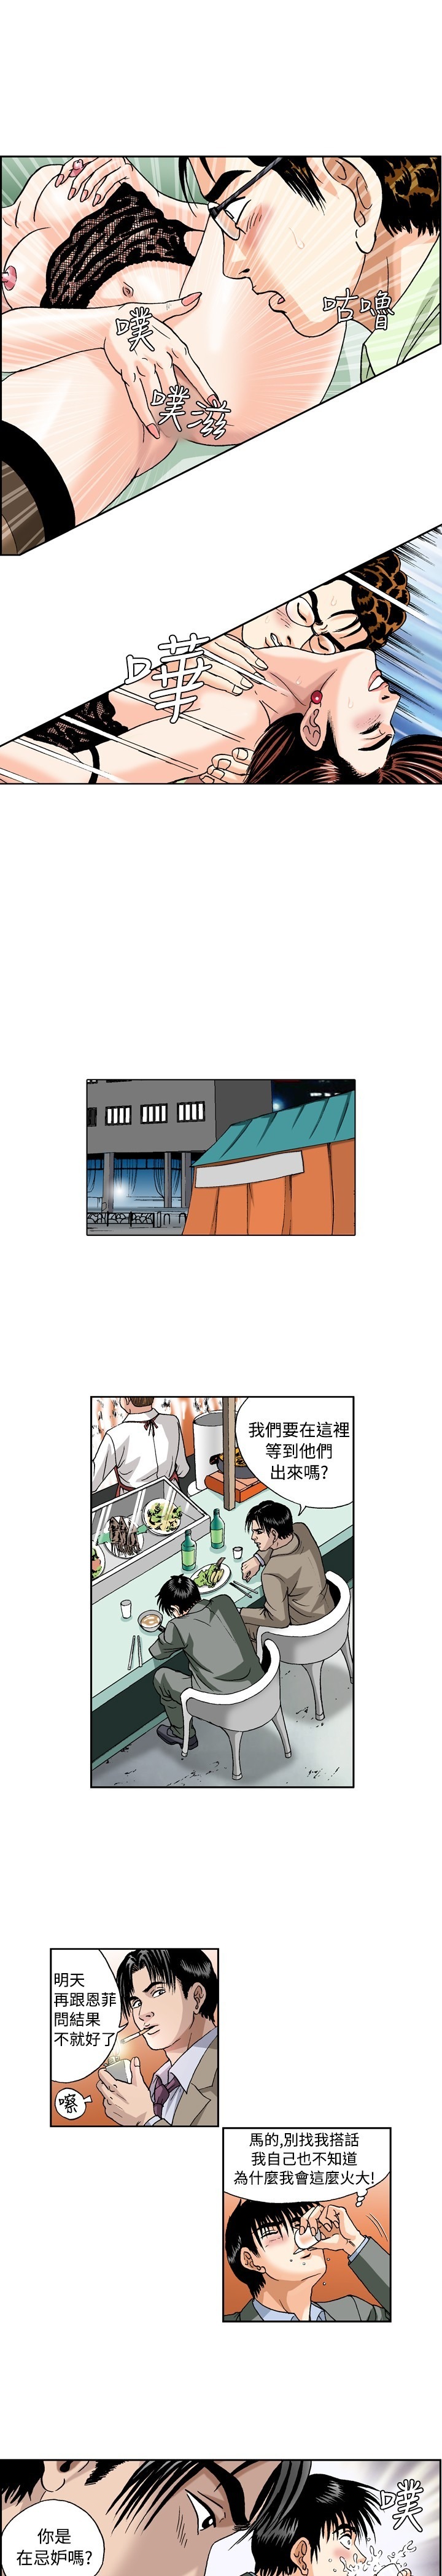 咕嚕
噗
噗滋
嘩
我們要在這裡
等到他們
出來嗎?
明天
再跟恩菲
問結果
不就好了
嚓
馬的,別找我搭話
我自己也不知道
為什麼我會這麼火大!
你是
在忌妒嗎?
噗